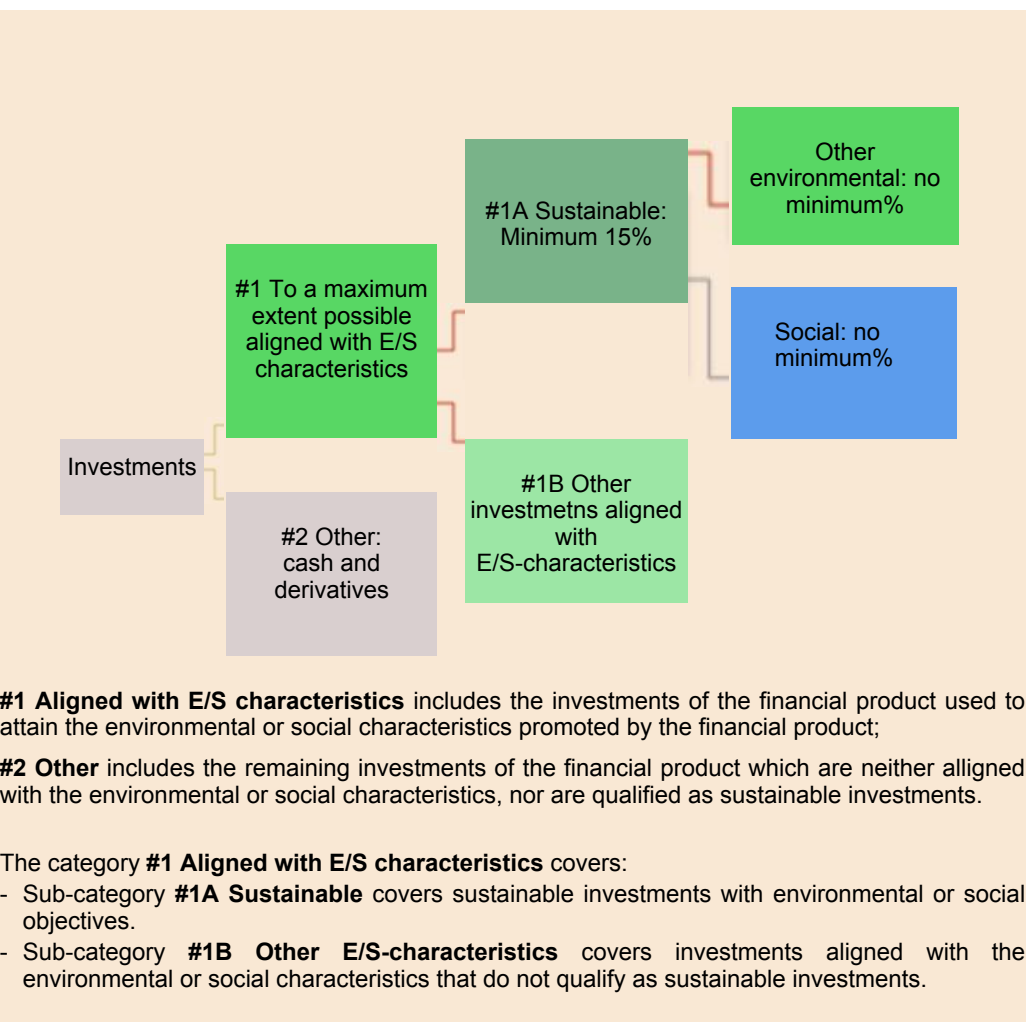 Other
environmental: no
minimum%
#1A Sustainable:
Minimum 15%
#1 To a maximum
extent possible
aligned with E/S
characteristics
Social: no
minimum%
Investments
#2 Other:
cash and
derivatives
#1B Other
investmetns aligned
with
E/S-characteristics
#1 Aligned with E/S characteristics includes the investments of the financial product used to
attain the environmental or social characteristics promoted by the financial product;
#2 Other includes the remaining investments of the financial product which are neither alligned
with the environmental or social characteristics, nor are qualified as sustainable investments.
The category #1 Aligned with E/S characteristics covers:
- Sub-category #1A Sustainable covers sustainable investments with environmental or social
objectives.
- Sub-category #1B Other E/S-characteristics covers investments aligned with the
environmental or social characteristics that do not qualify as sustainable investments.